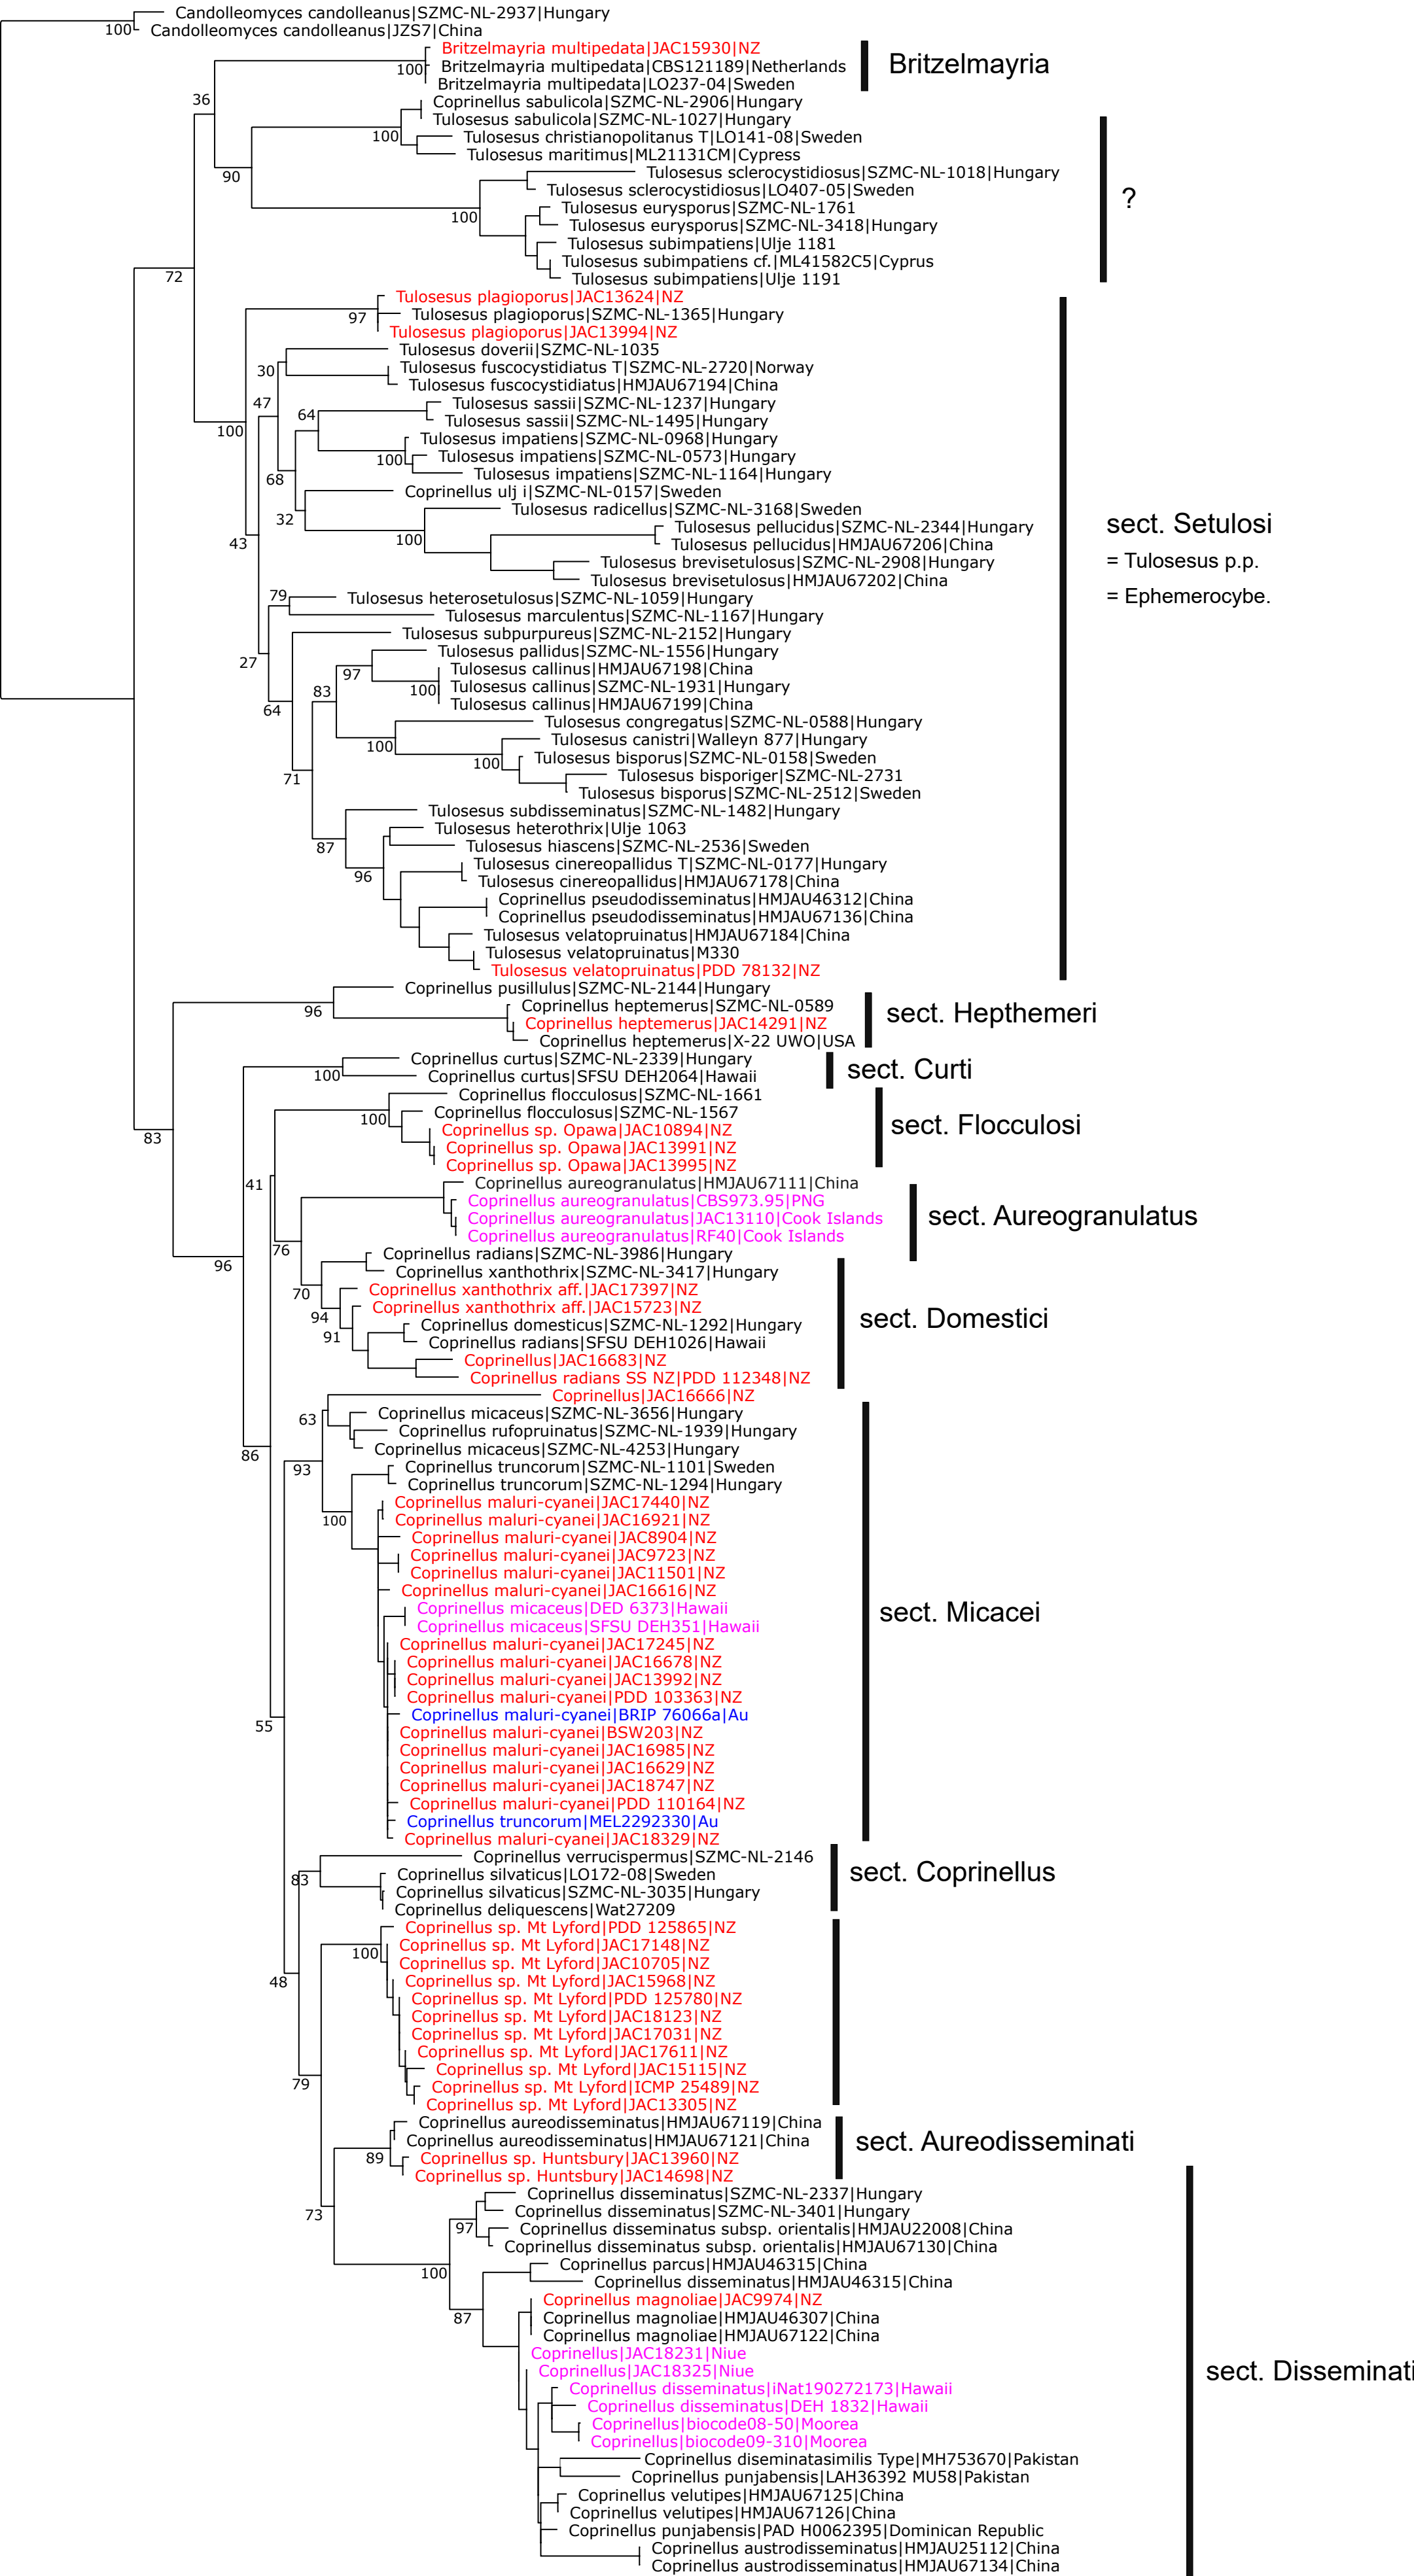 Candolleomyces candolleanus|SZMC-NL-2937|Hungary
100
Candolleomyces candolleanus|JZS7|China
Britzelmayria multipedata|JAC15930|NZ
100
Britzelmayria multipedata|CBS121189|Netherlands
Britzelmayria
Britzelmayria multipedata|LO237-04|Sweden
36
Coprinellus sabulicola|SZMC-NL-2906|Hungary
Tulosesus sabulicola|SZMC-NL-1027|Hungary
100
Tulosesus christianopolitanus T|LO141-08|Sweden
Tulosesus maritimus|ML21131CM|Cypress
90
Tulosesus sclerocystidiosus|SZMC-NL-1018|Hungary
Tulosesus sclerocystidiosus|LO407-05|Sweden
?
Tulosesus eurysporus|SZMC-NL-1761
100
Tulosesus eurysporus|SZMC-NL-3418|Hungary
Tulosesus subimpatiens|Ulje 1181
Tulosesus subimpatiens cf.|ML41582C5|Cyprus
72
Tulosesus subimpatiens|Ulje 1191
Tulosesus plagioporus|JAC13624|NZ
97
Tulosesus plagioporus|SZMC-NL-1365|Hungary
Tulosesus plagioporus|JAC13994|NZ
Tulosesus doverii|SZMC-NL-1035
30
Tulosesus fuscocystidiatus T|SZMC-NL-2720|Norway
Tulosesus fuscocystidiatus|HMJAU67194|China
47
Tulosesus sassii|SZMC-NL-1237|Hungary
64
Tulosesus sassii|SZMC-NL-1495|Hungary
100
Tulosesus impatiens|SZMC-NL-0968|Hungary
100
Tulosesus impatiens|SZMC-NL-0573|Hungary
68
Tulosesus impatiens|SZMC-NL-1164|Hungary
Coprinellus ulj i|SZMC-NL-0157|Sweden
32
Tulosesus radicellus|SZMC-NL-3168|Sweden
sect. Setulosi
Tulosesus pellucidus|SZMC-NL-2344|Hungary
100
43
Tulosesus pellucidus|HMJAU67206|China
= Tulosesus p.p.
Tulosesus brevisetulosus|SZMC-NL-2908|Hungary
Tulosesus brevisetulosus|HMJAU67202|China
= Ephemerocybe.
79
Tulosesus heterosetulosus|SZMC-NL-1059|Hungary
Tulosesus marculentus|SZMC-NL-1167|Hungary
Tulosesus subpurpureus|SZMC-NL-2152|Hungary
27
Tulosesus pallidus|SZMC-NL-1556|Hungary
97
Tulosesus callinus|HMJAU67198|China
83
100
Tulosesus callinus|SZMC-NL-1931|Hungary
64
Tulosesus callinus|HMJAU67199|China
Tulosesus congregatus|SZMC-NL-0588|Hungary
100
Tulosesus canistri|Walleyn 877|Hungary
100
Tulosesus bisporus|SZMC-NL-0158|Sweden
71
Tulosesus bisporiger|SZMC-NL-2731
Tulosesus bisporus|SZMC-NL-2512|Sweden
Tulosesus subdisseminatus|SZMC-NL-1482|Hungary
Tulosesus heterothrix|Ulje 1063
87
Tulosesus hiascens|SZMC-NL-2536|Sweden
Tulosesus cinereopallidus T|SZMC-NL-0177|Hungary
96
Tulosesus cinereopallidus|HMJAU67178|China
Coprinellus pseudodisseminatus|HMJAU46312|China
Coprinellus pseudodisseminatus|HMJAU67136|China
Tulosesus velatopruinatus|HMJAU67184|China
Tulosesus velatopruinatus|M330
Tulosesus velatopruinatus|PDD 78132|NZ
Coprinellus pusillulus|SZMC-NL-2144|Hungary
96
Coprinellus heptemerus|SZMC-NL-0589
sect. Hepthemeri
Coprinellus heptemerus|JAC14291|NZ
Coprinellus heptemerus|X-22 UWO|USA
Coprinellus curtus|SZMC-NL-2339|Hungary
sect. Curti
100
Coprinellus curtus|SFSU DEH2064|Hawaii
Coprinellus flocculosus|SZMC-NL-1661
100
Coprinellus flocculosus|SZMC-NL-1567
sect. Flocculosi
83
Coprinellus sp. Opawa|JAC10894|NZ
Coprinellus sp. Opawa|JAC13991|NZ
Coprinellus sp. Opawa|JAC13995|NZ
41
Coprinellus aureogranulatus|HMJAU67111|China
Coprinellus aureogranulatus|CBS973.95|PNG
sect. Aureogranulatus
Coprinellus aureogranulatus|JAC13110|Cook Islands
Coprinellus aureogranulatus|RF40|Cook Islands
76
Coprinellus radians|SZMC-NL-3986|Hungary
96
Coprinellus xanthothrix|SZMC-NL-3417|Hungary
70
Coprinellus xanthothrix aff.|JAC17397|NZ
Coprinellus xanthothrix aff.|JAC15723|NZ
94
sect. Domestici
Coprinellus domesticus|SZMC-NL-1292|Hungary
91
Coprinellus radians|SFSU DEH1026|Hawaii
Coprinellus|JAC16683|NZ
Coprinellus radians SS NZ|PDD 112348|NZ
Coprinellus|JAC16666|NZ
63
Coprinellus micaceus|SZMC-NL-3656|Hungary
Coprinellus rufopruinatus|SZMC-NL-1939|Hungary
86
Coprinellus micaceus|SZMC-NL-4253|Hungary
93
Coprinellus truncorum|SZMC-NL-1101|Sweden
Coprinellus truncorum|SZMC-NL-1294|Hungary
Coprinellus maluri-cyanei|JAC17440|NZ
100
Coprinellus maluri-cyanei|JAC16921|NZ
Coprinellus maluri-cyanei|JAC8904|NZ
Coprinellus maluri-cyanei|JAC9723|NZ
Coprinellus maluri-cyanei|JAC11501|NZ
Coprinellus maluri-cyanei|JAC16616|NZ
Coprinellus micaceus|DED 6373|Hawaii
sect. Micacei
Coprinellus micaceus|SFSU DEH351|Hawaii
Coprinellus maluri-cyanei|JAC17245|NZ
Coprinellus maluri-cyanei|JAC16678|NZ
Coprinellus maluri-cyanei|JAC13992|NZ
Coprinellus maluri-cyanei|PDD 103363|NZ
Coprinellus maluri-cyanei|BRIP 76066a|Au
55
Coprinellus maluri-cyanei|BSW203|NZ
Coprinellus maluri-cyanei|JAC16985|NZ
Coprinellus maluri-cyanei|JAC16629|NZ
Coprinellus maluri-cyanei|JAC18747|NZ
Coprinellus maluri-cyanei|PDD 110164|NZ
Coprinellus truncorum|MEL2292330|Au
Coprinellus maluri-cyanei|JAC18329|NZ
Coprinellus verrucispermus|SZMC-NL-2146
83
Coprinellus silvaticus|LO172-08|Sweden
sect. Coprinellus
Coprinellus silvaticus|SZMC-NL-3035|Hungary
Coprinellus deliquescens|Wat27209
Coprinellus sp. Mt Lyford|PDD 125865|NZ
100
Coprinellus sp. Mt Lyford|JAC17148|NZ
Coprinellus sp. Mt Lyford|JAC10705|NZ
48
Coprinellus sp. Mt Lyford|JAC15968|NZ
Coprinellus sp. Mt Lyford|PDD 125780|NZ
Coprinellus sp. Mt Lyford|JAC18123|NZ
Coprinellus sp. Mt Lyford|JAC17031|NZ
Coprinellus sp. Mt Lyford|JAC17611|NZ
Coprinellus sp. Mt Lyford|JAC15115|NZ
79
Coprinellus sp. Mt Lyford|ICMP 25489|NZ
Coprinellus sp. Mt Lyford|JAC13305|NZ
Coprinellus aureodisseminatus|HMJAU67119|China
Coprinellus aureodisseminatus|HMJAU67121|China
sect. Aureodisseminati
89
Coprinellus sp. Huntsbury|JAC13960|NZ
Coprinellus sp. Huntsbury|JAC14698|NZ
Coprinellus disseminatus|SZMC-NL-2337|Hungary
73
Coprinellus disseminatus|SZMC-NL-3401|Hungary
97
Coprinellus disseminatus subsp. orientalis|HMJAU22008|China
Coprinellus disseminatus subsp. orientalis|HMJAU67130|China
100
Coprinellus parcus|HMJAU46315|China
Coprinellus disseminatus|HMJAU46315|China
Coprinellus magnoliae|JAC9974|NZ
87
Coprinellus magnoliae|HMJAU46307|China
Coprinellus magnoliae|HMJAU67122|China
Coprinellus|JAC18231|Niue
Coprinellus|JAC18325|Niue
sect. Disseminati
Coprinellus disseminatus|iNat190272173|Hawaii
Coprinellus disseminatus|DEH 1832|Hawaii
Coprinellus|biocode08-50|Moorea
Coprinellus|biocode09-310|Moorea
Coprinellus diseminatasimilis Type|MH753670|Pakistan
Coprinellus punjabensis|LAH36392 MU58|Pakistan
Coprinellus velutipes|HMJAU67125|China
Coprinellus velutipes|HMJAU67126|China
Coprinellus punjabensis|PAD H0062395|Dominican Republic
Coprinellus austrodisseminatus|HMJAU25112|China
Coprinellus austrodisseminatus|HMJAU67134|China